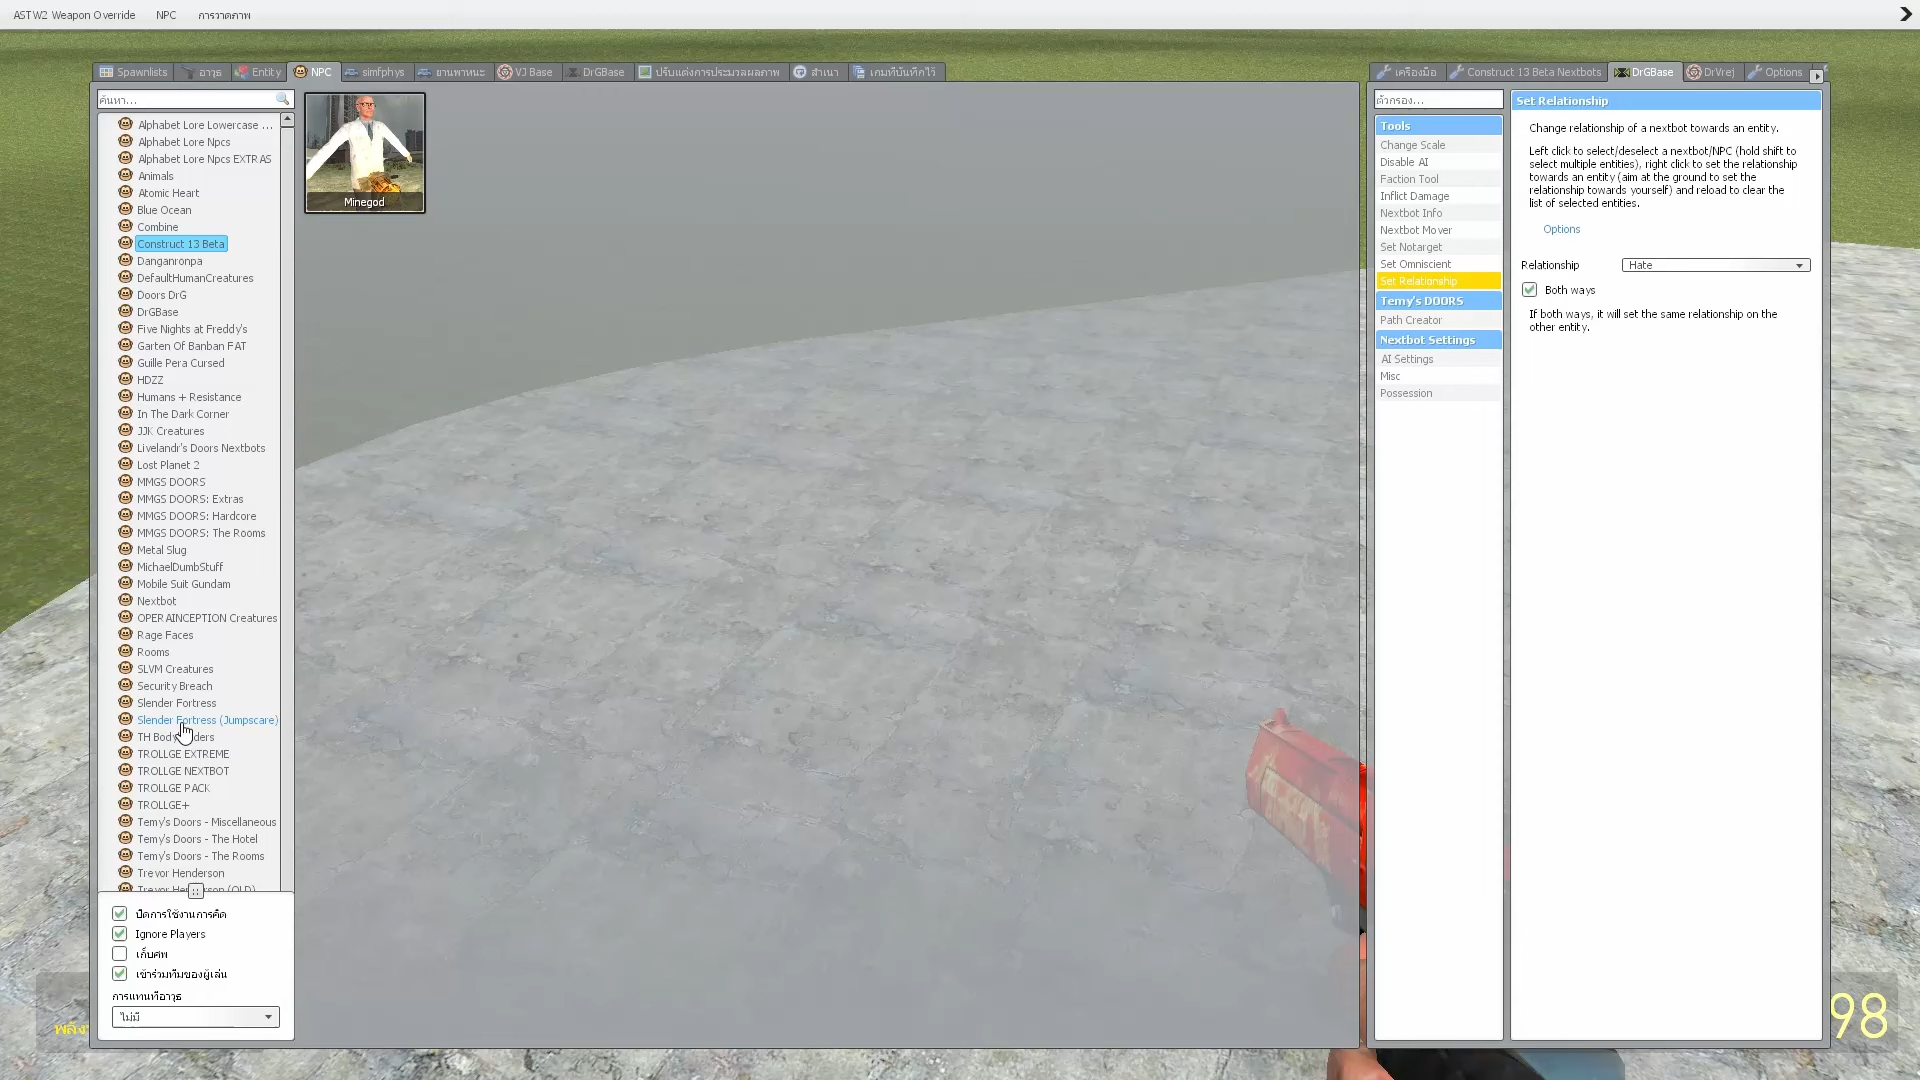 ASTW2 Weapon Override NPC การวาดภาพ
Spawnlists อาวุธ Entity NPC simfphys ยานพาหนะ VJ Base DrGBase ปรับแต่งการประมวลผลภาพ สำเนา เกมที่บันทึกไว้
ค้นหา...
Alphabet Lore Lowercase ...
Alphabet Lore Npcs
Alphabet Lore Npcs EXTRAS
Animals
Atomic Heart
Blue Ocean
Combine
Construct 13 Beta
Danganronpa
DefaultHumanCreatures
Doors DrG
DrGBase
Five Nights at Freddy's
Garten Of Banban FAT
Guille Pera Cursed
HDZZ
Humans + Resistance
In The Dark Corner
JJK Creatures
Livelandr's Doors Nextbots
Lost Planet 2
MMGS DOORS
MMGS DOORS: Extras
MMGS DOORS: Hardcore
MMGS DOORS: The Rooms
Metal Slug
MichaelDumbStuff
Mobile Suit Gundam
Nextbot
OPERAINCEPTION Creatures
Rage Faces
Rooms
SLVM Creatures
Security Breach
Slender Fortress
Slender Fortress (Jumpscare)
TH Body
TROLLGE EXTREME
TROLLGE NEXTBOT
TROLLGE PACK
TROLLGE+
Temy's Doors - Miscellaneous
Temy's Doors - The Hotel
Temy's Doors - The Rooms
Trevor Henderson
Trevor Henderson (OLD)
ปิดการใช้งานการคิด
Ignore Players
เก็บศพ
เข้าร่วมทีมของผู้เล่น
การแทนที่อาวุธ
ไม่มี
Minegod
เครื่องมือ Construct 13 Beta Nextbots DrGBase DrVrej Options
ตัวกรอง...
Tools
Change Scale
Disable AI
Faction Tool
Inflict Damage
Nextbot Info
Nextbot Mover
Set Notarget
Set Omniscient
Set Relationship
Temy's DOORS
Path Creator
Nextbot Settings
AI Settings
Misc
Possession
Set Relationship
Change relationship of a nextbot towards an entity.
Left click to select/deselect a nextbot/NPC (hold shift to
select multiple entities), right click to set the relationship
towards an entity (aim at the ground to set the
relationship towards yourself) and reload to clear the
list of selected entities.
Options
Relationship Hate
Both ways
If both ways, it will set the same relationship on the
other entity.
98